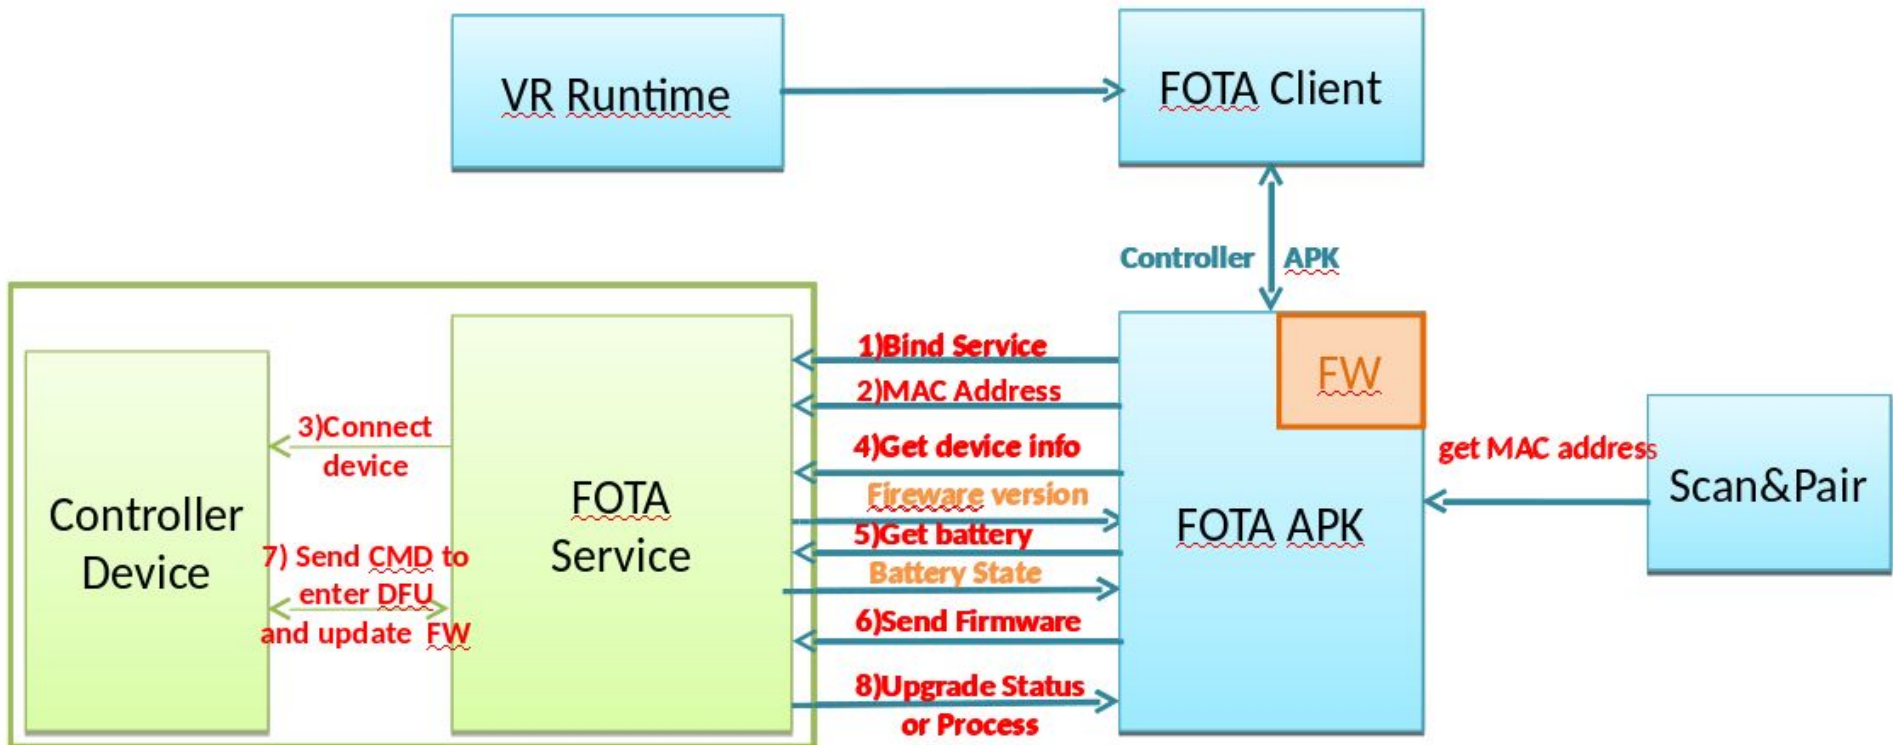 VR Runtime
FOTA Client
Controller
APK
1)Bind Service
FW
2)MAC Address
3)Connect
device
4)Get device info
get MAC address
Fireware version
Scan&Pair
FOTA
Service
Controller
Device
FOTA APK
5)Get battery
7) Send CMD to
enter DFU
and update FW
Battery State
6)Send Firmware
8)Upgrade Status
or Process